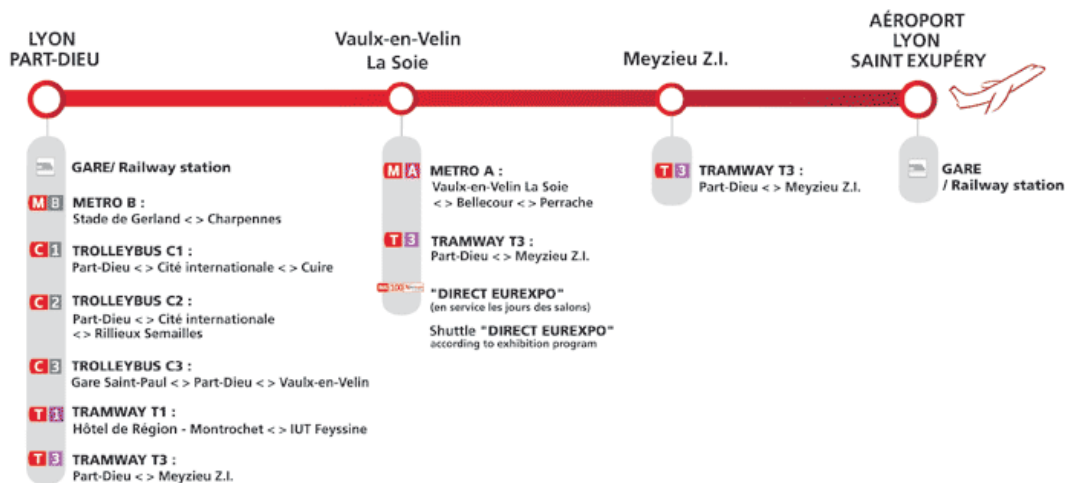 LYON
PART-DIEU
Vaulx-en-Velin
La Soie
Meyzieu Z.I.
AÉROPORT
LYON
SAINT EXUPÉRY
GARE/ Railway station
M B METRO B :
Stade de Gerland < > Charpennes
C 1 TROLLEYBUS C1 :
Part-Dieu < > Cité internationale < > Cuire
C 2 TROLLEYBUS C2 :
Part-Dieu < > Cité internationale
< > Rillieux Semailles
C 3 TROLLEYBUS C3 :
Gare Saint-Paul < > Part-Dieu < > Vaulx-en-Velin
T 1 TRAMWAY T1 :
Hôtel de Région - Montrochet < > IUT Feyssine
T 3 TRAMWAY T3 :
Part-Dieu < > Meyzieu Z.I.
M A METRO A :
Vaulx-en-Velin La Soie
< > Bellecour < > Perrache
T 3 TRAMWAY T3 :
Part-Dieu < > Meyzieu Z.I.
100 "DIRECT EUREXPO"
(en service les jours des salons)
Shuttle "DIRECT EUREXPO"
according to exhibition program
T 3 TRAMWAY T3 :
Part-Dieu < > Meyzieu Z.I.
GARE
/ Railway station